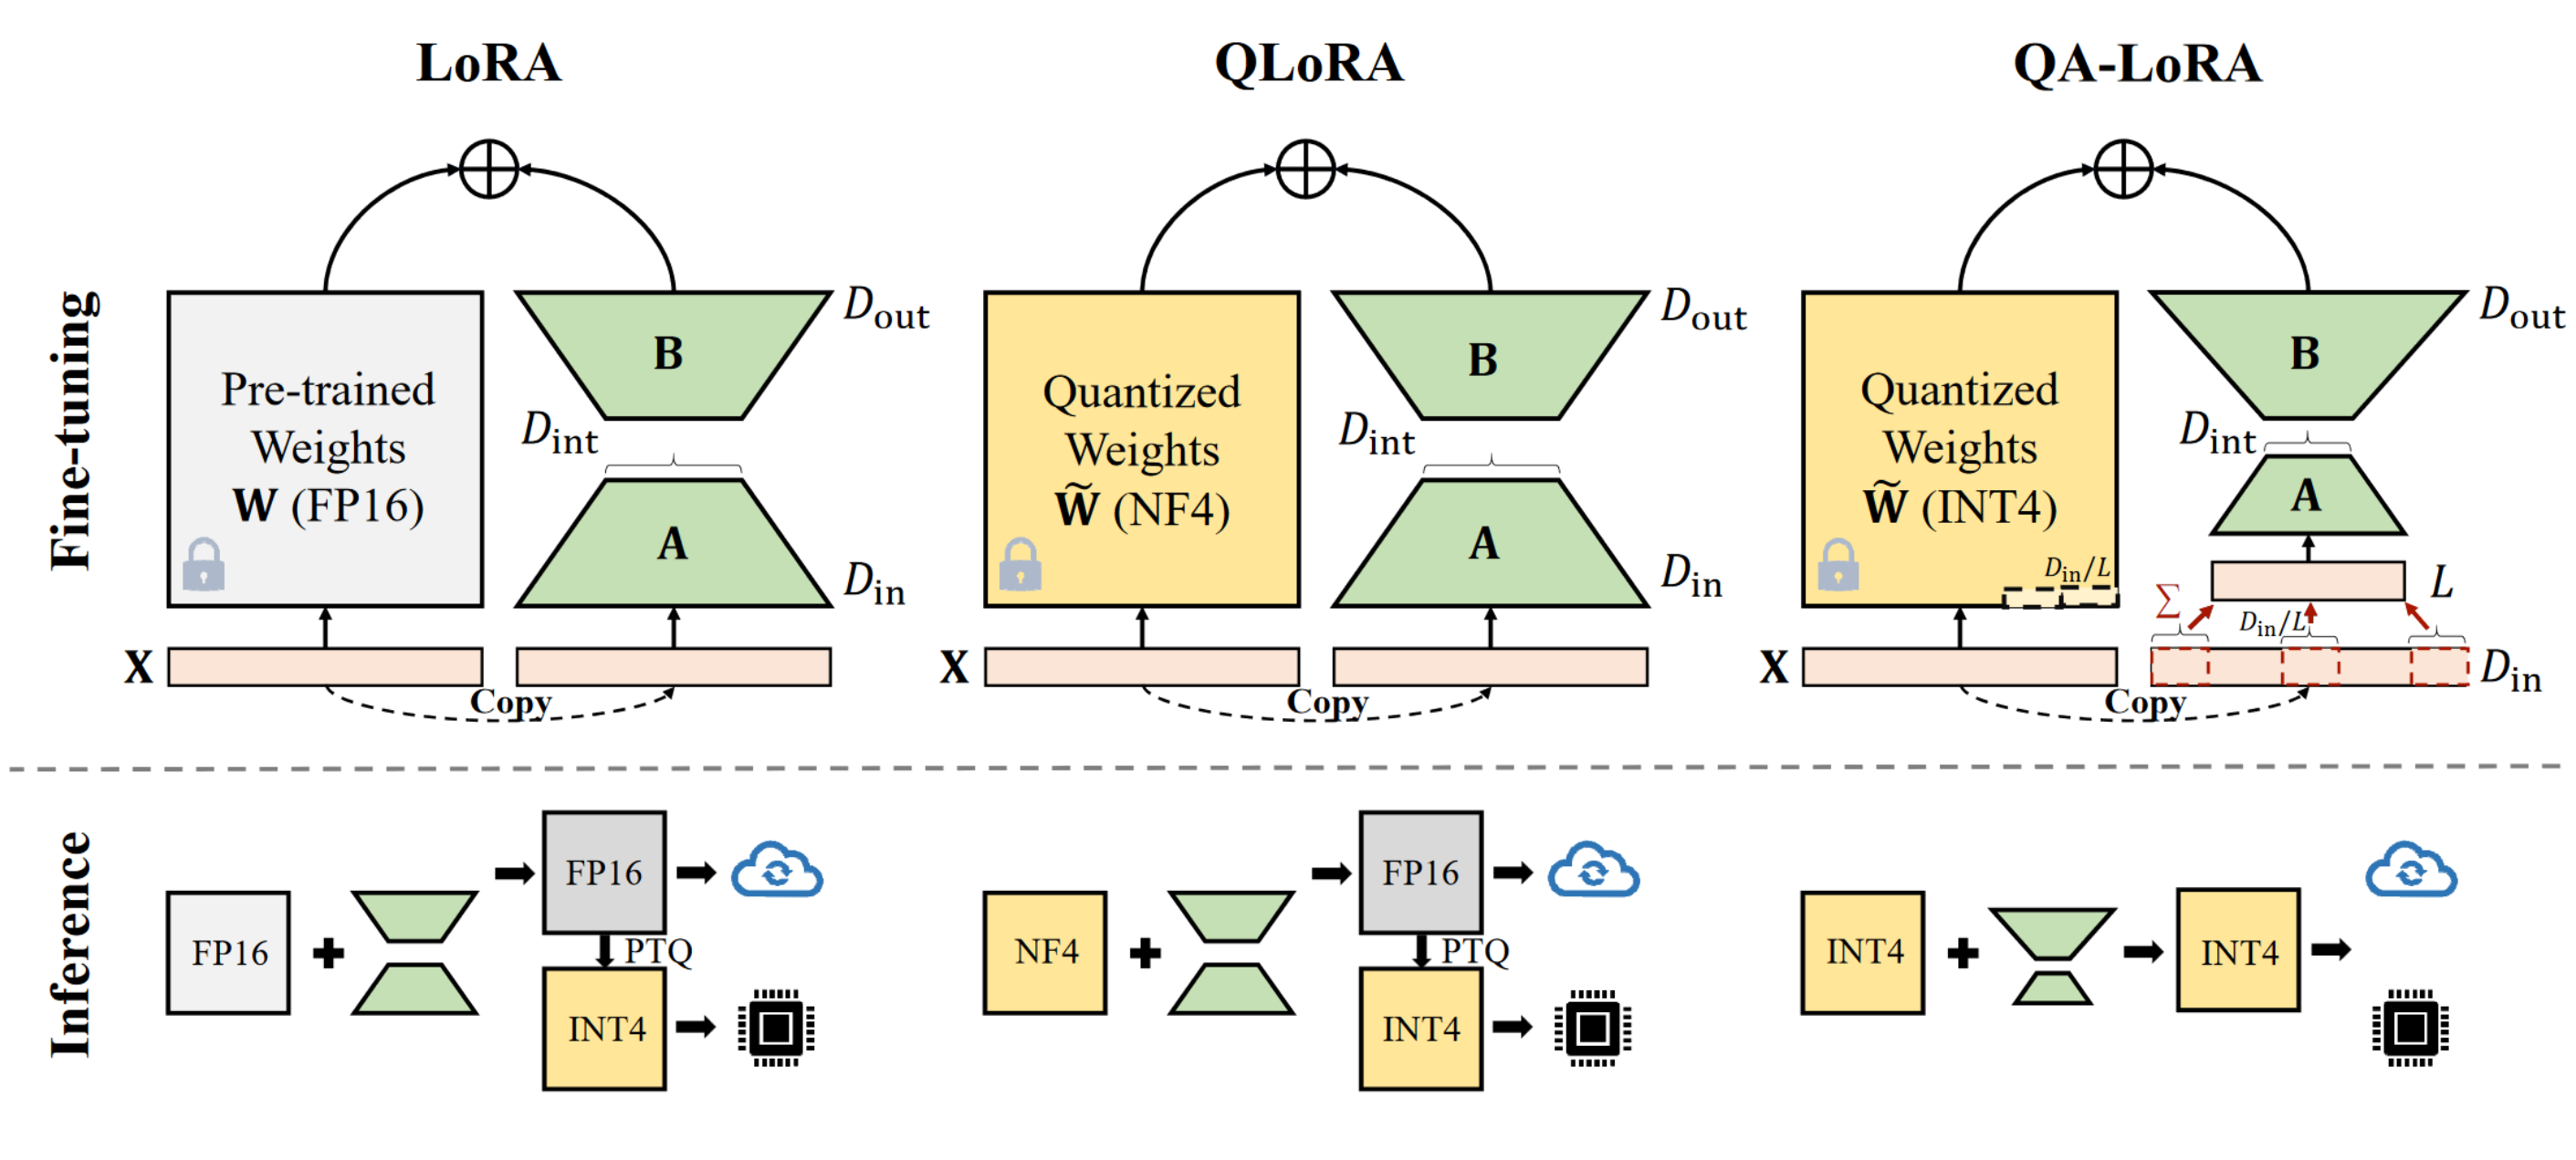 LoRA
QLoRA
QA-LoRA
Fine-tuning
Pre-trained
Weights
W (FP16)
B
A
D_out
D_int
D_in
X
Copy
Quantized
Weights
W̃ (NF4)
B
A
D_out
D_int
D_in
X
Copy
Quantized
Weights
W̃ (INT4)
D_in/L
B
A
D_out
D_int
L
∑
D_in/L
D_in
X
Copy
Inference
FP16
FP16
PTQ
INT4
NF4
FP16
PTQ
INT4
INT4
INT4